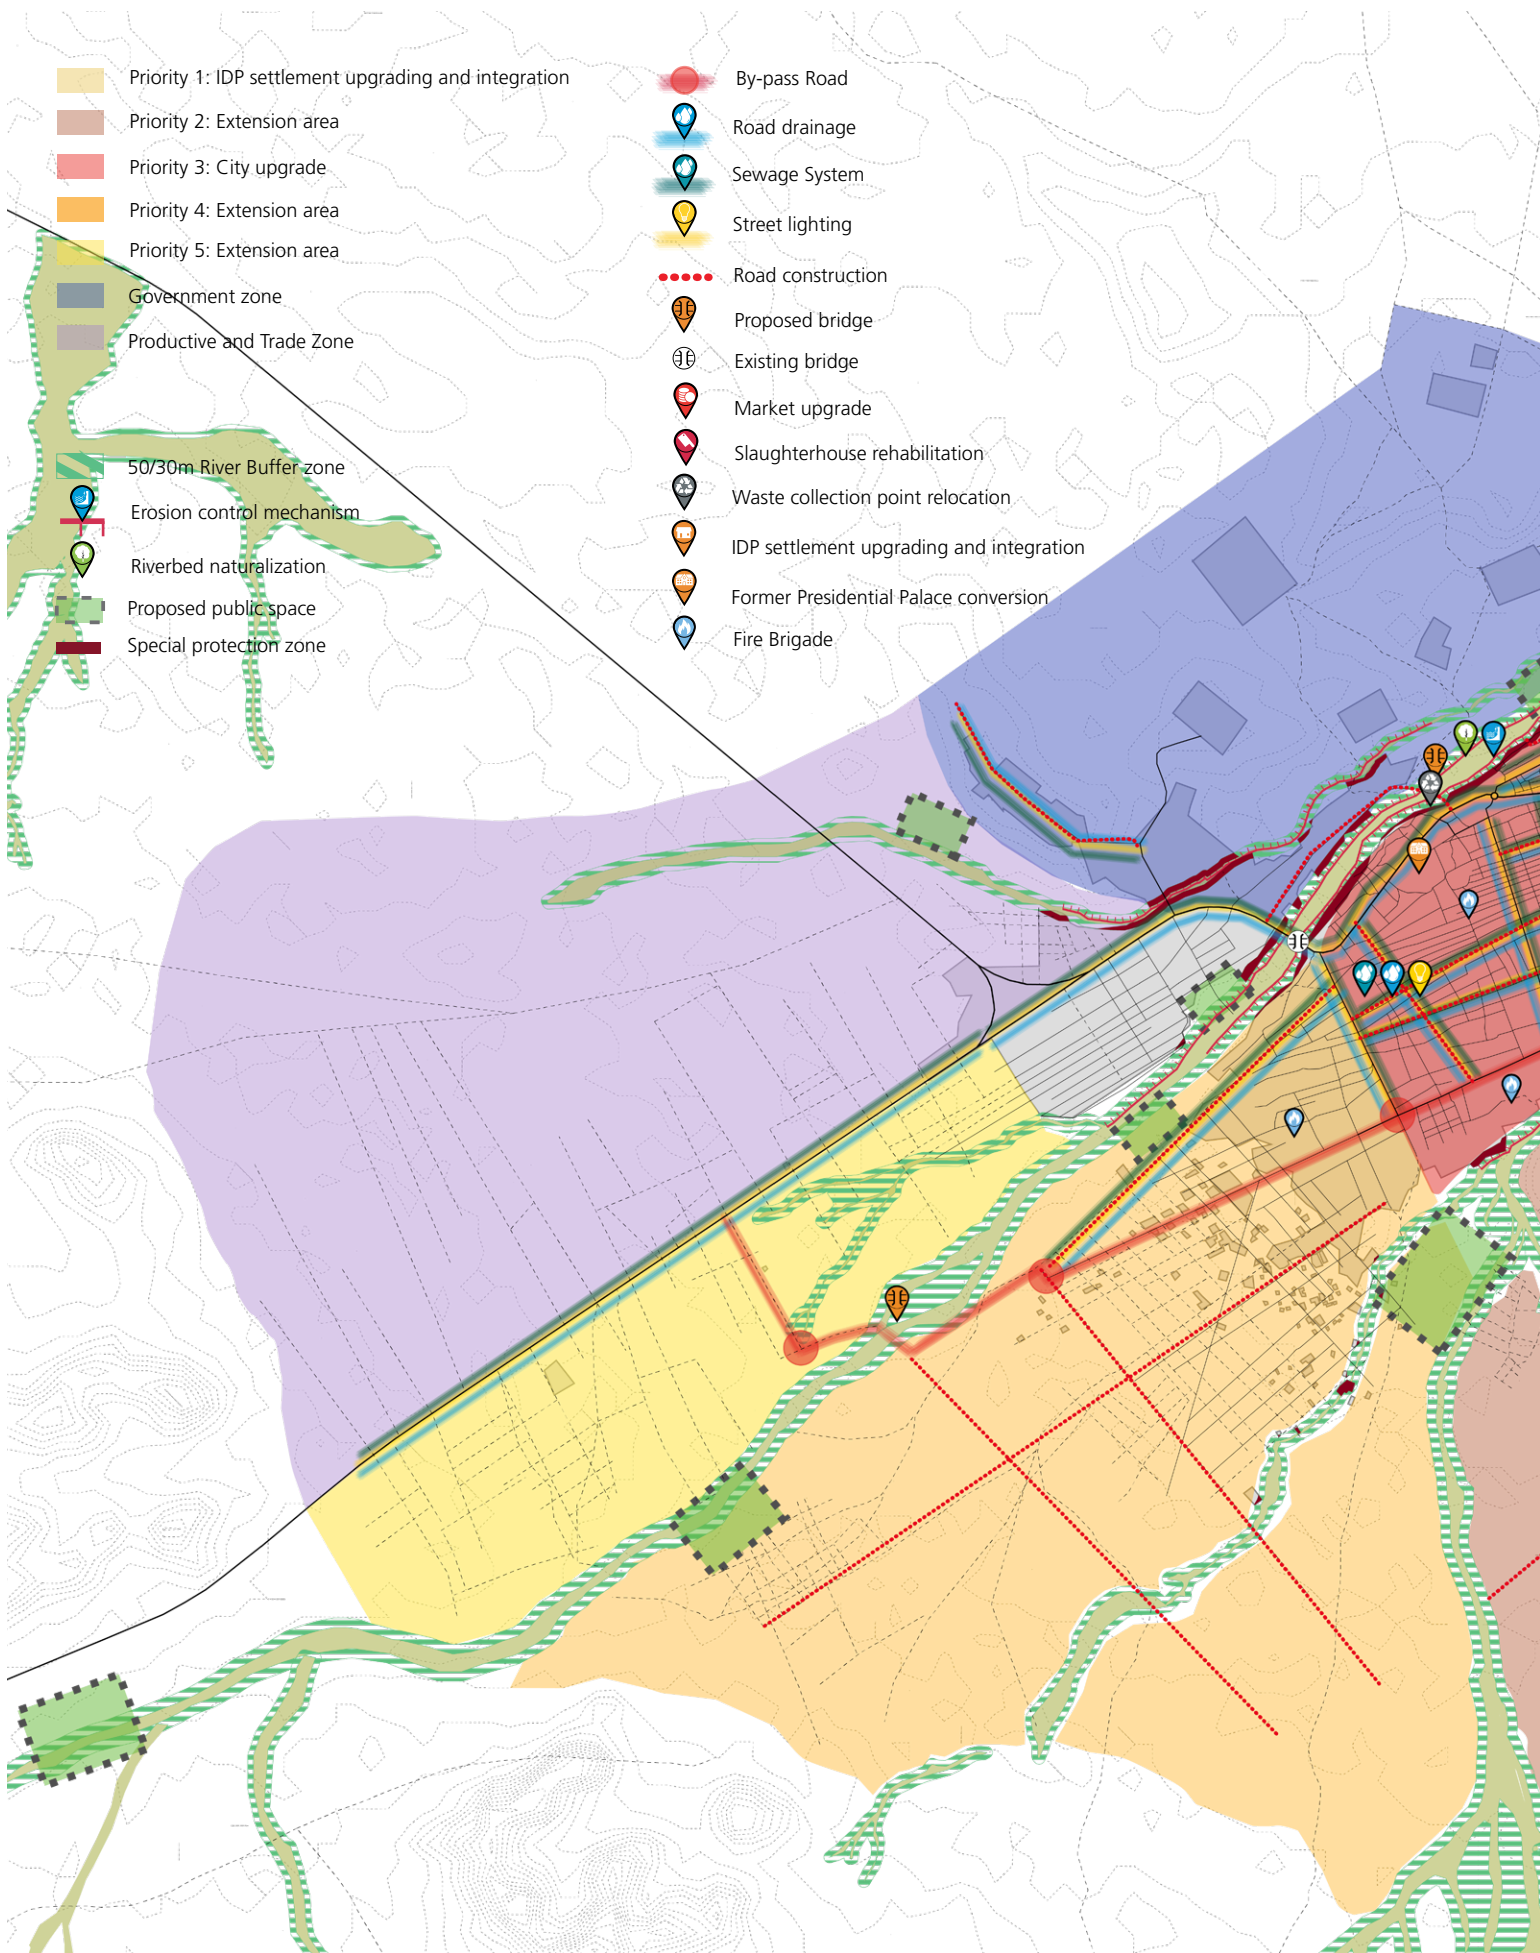 Priority 1: IDP settlement upgrading and integration
Priority 2: Extension area
Priority 3: City upgrade
Priority 4: Extension area
Priority 5: Extension area
Government zone
Productive and Trade Zone
50/30m River Buffer zone
Erosion control mechanism
Riverbed naturalization
Proposed public space
Special protection zone
By-pass Road
Road drainage
Sewage System
Street lighting
Road construction
Proposed bridge
Existing bridge
Market upgrade
Slaughterhouse rehabilitation
Waste collection point relocation
IDP settlement upgrading and integration
Former Presidential Palace conversion
Fire Brigade